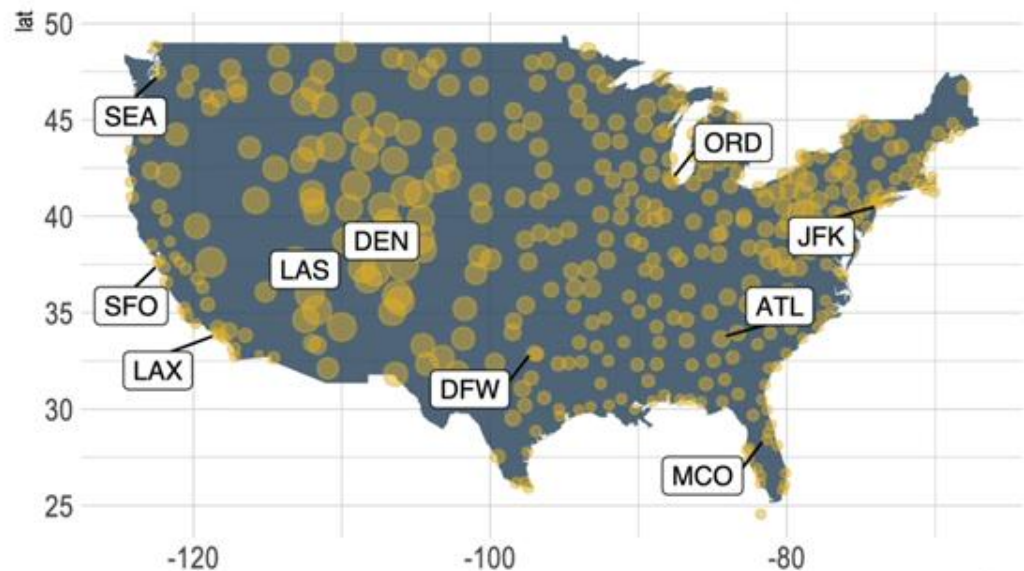 lat
50
45
40
35
30
25
SEA
ORD
DEN
JFK
LAS
SFO
ATL
LAX
DFW
MCO
-120
-100
-80